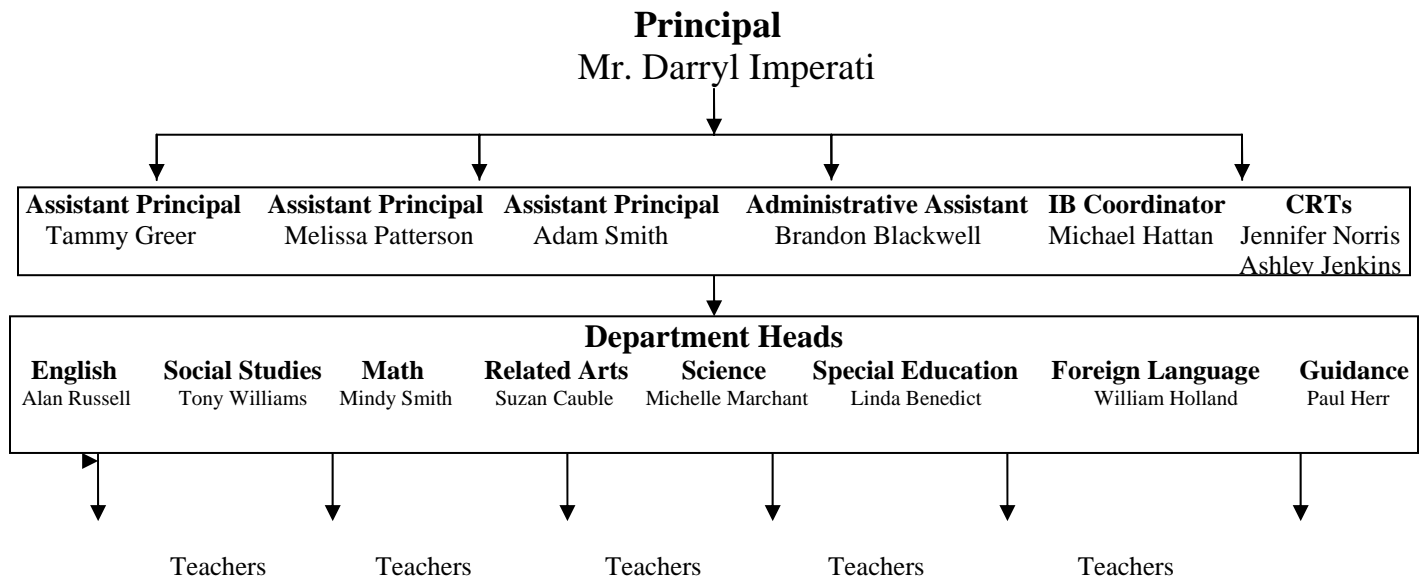 Principal
Mr. Darryl Imperati
Assistant Principal Assistant Principal Assistant Principal Administrative Assistant IB Coordinator CRTs
Tammy Greer Melissa Patterson Adam Smith Brandon Blackwell Michael Hattan Jennifer Norris
Ashley Jenkins
Department Heads
English Social Studies Math Related Arts Science Special Education Foreign Language Guidance
Alan Russell Tony Williams Mindy Smith Suzan Cauble Michelle Marchant Linda Benedict William Holland Paul Herr
Teachers Teachers Teachers Teachers Teachers